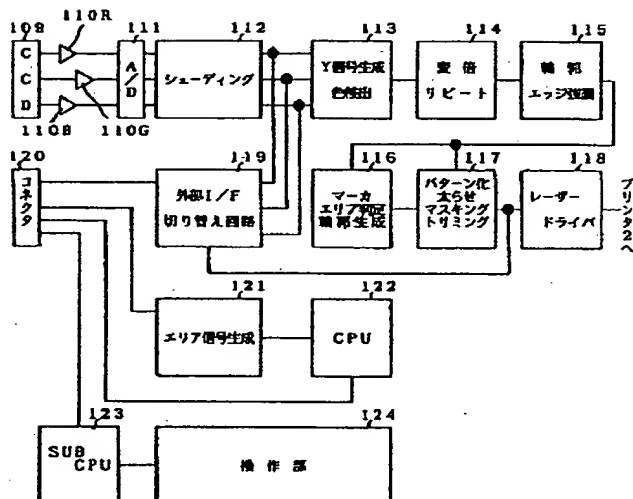 109
110R
111
112
113
114
115
C
C
D
A/D
シェーディング
Y信号生成
色検出
変倍
リピート
輪郭
エッジ強調
110B
110G
120
119
116
117
118
コネクタ
外部I/F
切り替え回路
マーカ
エリア判定
輪郭生成
パターン化
太らせ
マスキング
トリミング
レーザー
ドライバ
プリンタ2へ
121
122
エリア信号生成
CPU
123
124
SUB
CPU
操作部